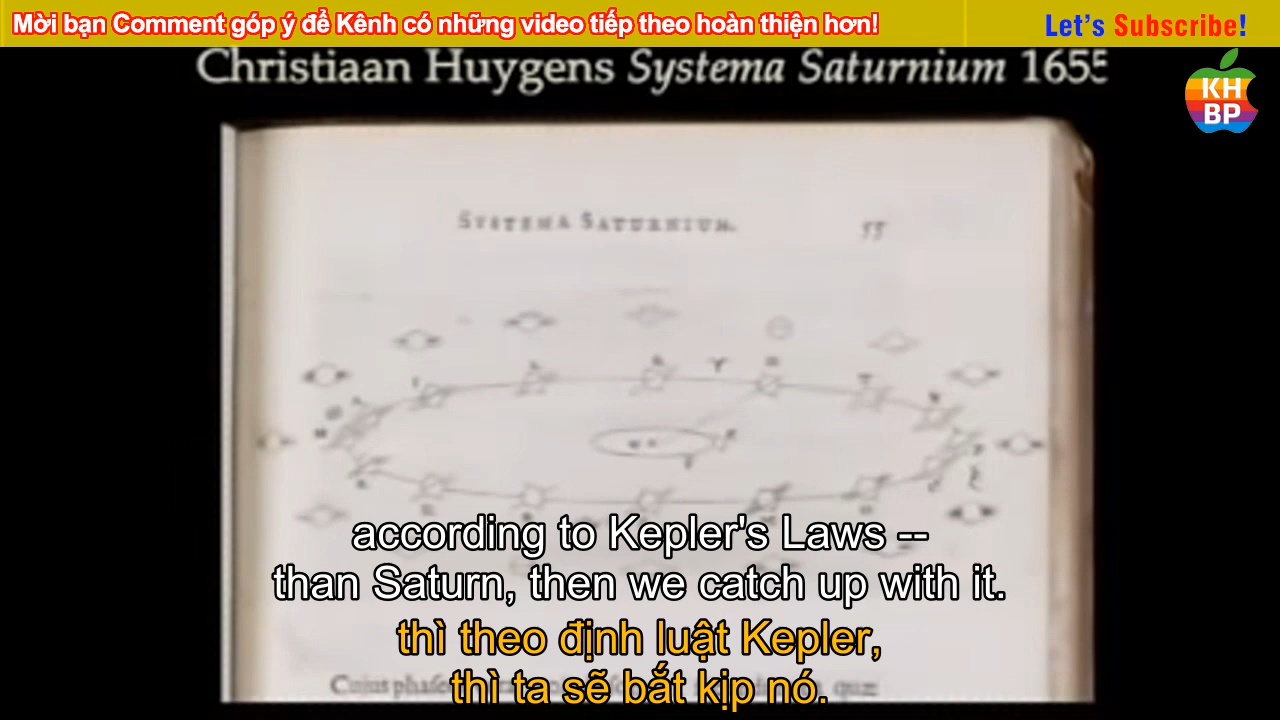 Mời bạn Comment góp ý để Kênh có những video tiếp theo hoàn thiện hơn!
Let's Subscribe!
KH
BP
Christiaan Huygens Systema Saturnium 1655
SYSTEMA SATURNIUM. 55
according to Kepler's Laws --
than Saturn, then we catch up with it.
thì theo định luật Kepler,
thì ta sẽ bắt kịp nó.
Cujus quæ